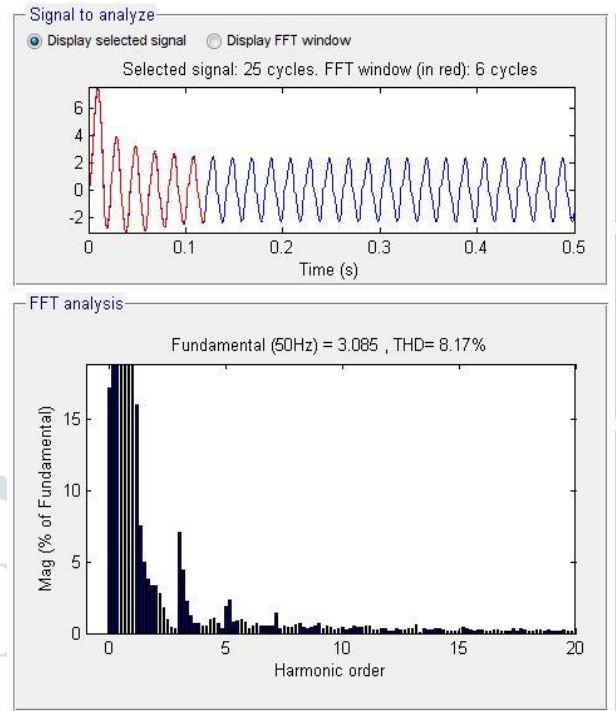 Signal to analyze
Display selected signal Display FFT window
Selected signal: 25 cycles. FFT window (in red): 6 cycles
6
4
2
0
-2
0 0.1 0.2 0.3 0.4 0.5
Time (s)
FFT analysis
Fundamental (50Hz) = 3.085 , THD= 8.17%
Mag (% of Fundamental)
15
10
5
0
0 5 10 15 20
Harmonic order